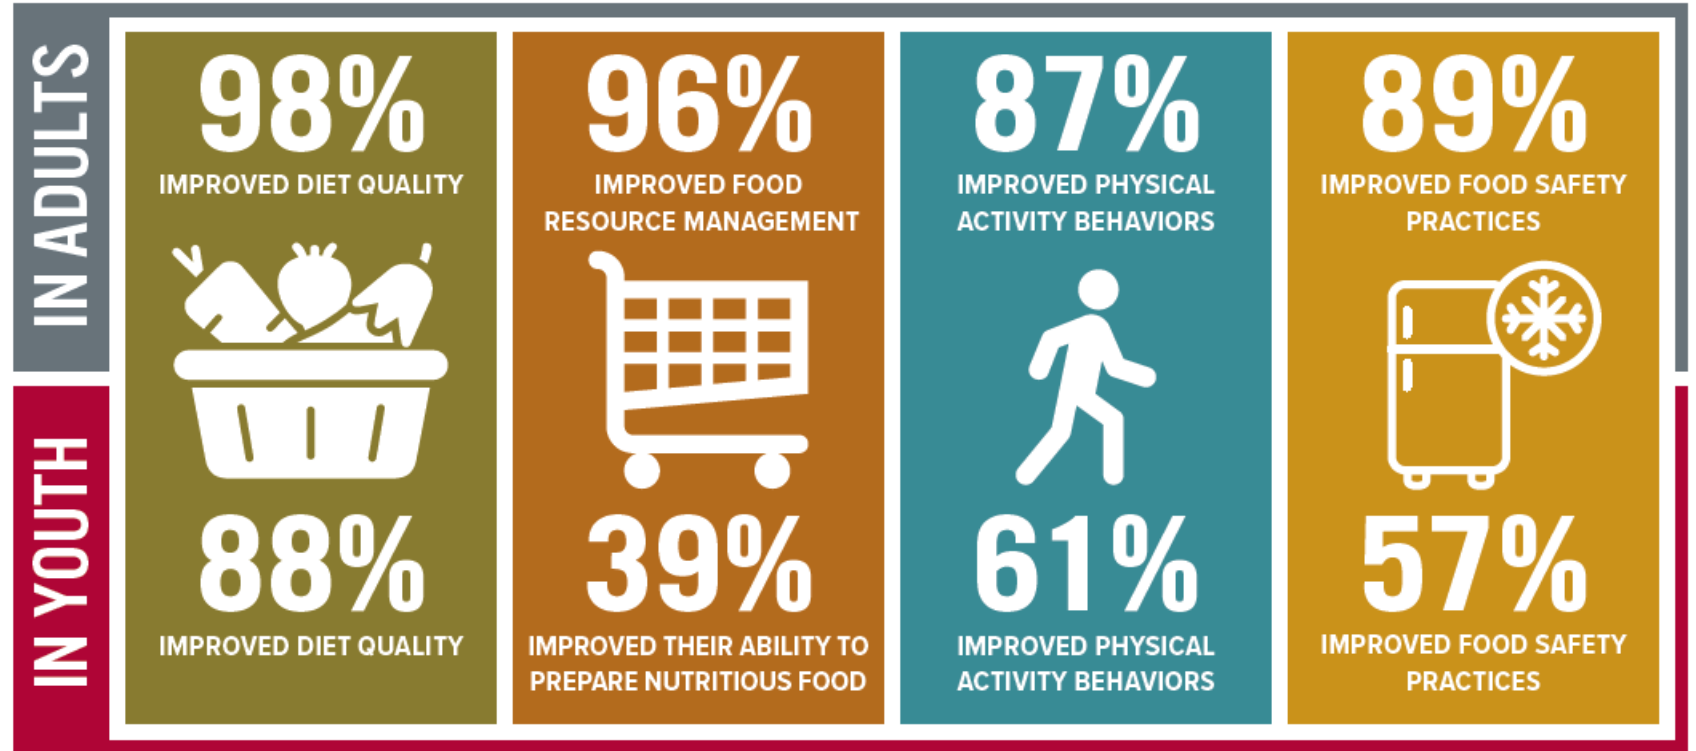 IN ADULTS
98%
IMPROVED DIET QUALITY
96%
IMPROVED FOOD
RESOURCE MANAGEMENT
87%
IMPROVED PHYSICAL
ACTIVITY BEHAVIORS
89%
IMPROVED FOOD SAFETY
PRACTICES
IN YOUTH
88%
IMPROVED DIET QUALITY
39%
IMPROVED THEIR ABILITY TO
PREPARE NUTRITIOUS FOOD
61%
IMPROVED PHYSICAL
ACTIVITY BEHAVIORS
57%
IMPROVED FOOD SAFETY
PRACTICES